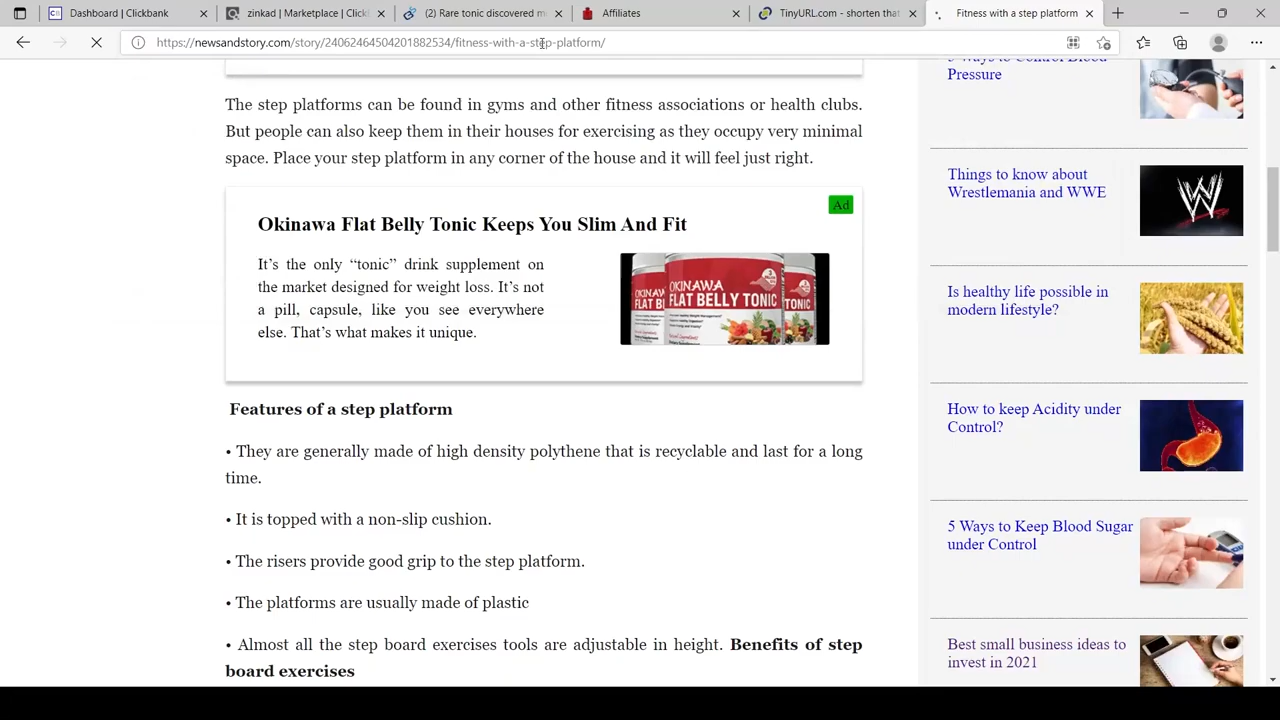 Dashboard | Clickbank
zinkad | Marketplace | Click
(2) Rare tonic discovered m
Affiliates
TinyURL.com - shorten that
Fitness with a step platform
https://newsandstory.com/story/24062464504201882534/fitness-with-a-step-platform/
The step platforms can be found in gyms and other fitness associations or health clubs.
But people can also keep them in their houses for exercising as they occupy very minimal
space. Place your step platform in any corner of the house and it will feel just right.
Ad
Okinawa Flat Belly Tonic Keeps You Slim And Fit
It's the only “tonic” drink supplement on
the market designed for weight loss. It's not
a pill, capsule, like you see everywhere
else. That's what makes it unique.
OKINAWA
FLAT BELLY TONIC
Features of a step platform
• They are generally made of high density polythene that is recyclable and last for a long
time.
• It is topped with a non-slip cushion.
• The risers provide good grip to the step platform.
• The platforms are usually made of plastic
• Almost all the step board exercises tools are adjustable in height. Benefits of step
board exercises
5 Ways to Control Blood
Pressure
Things to know about
Wrestlemania and WWE
Is healthy life possible in
modern lifestyle?
How to keep Acidity under
Control?
5 Ways to Keep Blood Sugar
under Control
Best small business ideas to
invest in 2021